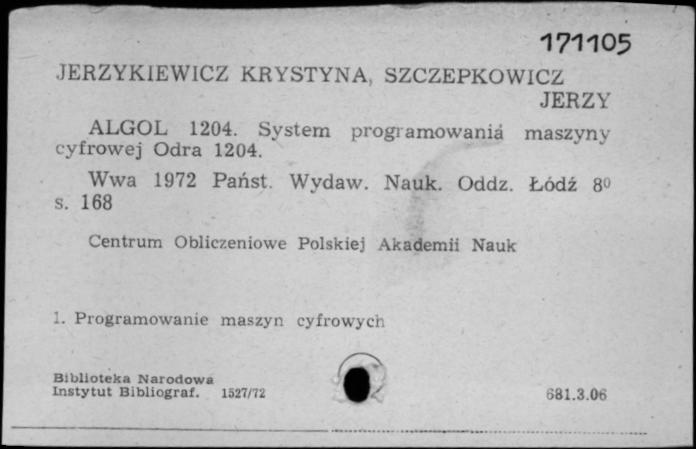 171105
JERZYKIEWICZ KRYSTYNA, SZCZEPKOWICZ
JERZY
ALGOL 1204. System programowania maszyny
cyfrowej Odra 1204.
Wwa 1972 Państ. Wydaw. Nauk. Oddz. Łódź 8⁰
s. 168
Centrum Obliczeniowe Polskiej Akademii Nauk
1. Programowanie maszyn cyfrowych
Biblioteka Narodowa
Instytut Bibliograf. 1527/72
681.3.06